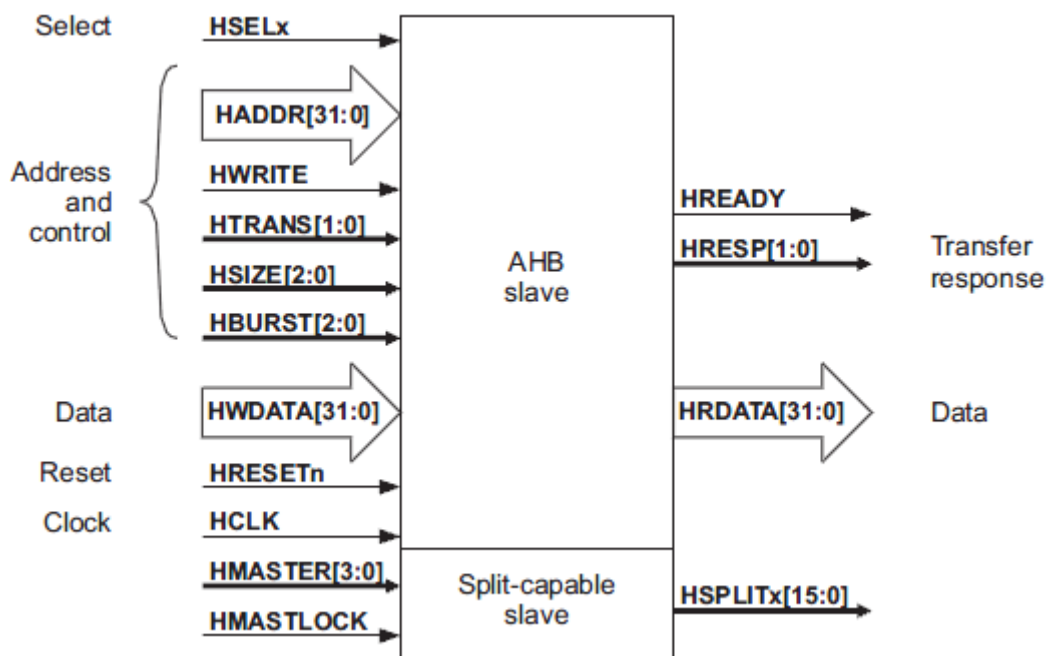 Select
HSELx
HADDR[31:0]
Address
and
control
HWRITE
HTRANS[1:0]
HSIZE[2:0]
HBURST[2:0]
Data
HWDATA[31:0]
Reset
HRESETn
Clock
HCLK
HMASTER[3:0]
HMASTLOCK
AHB
slave
Split-capable
slave
HREADY
HRESP[1:0]
Transfer
response
HRDATA[31:0]
Data
HSPLITx[15:0]